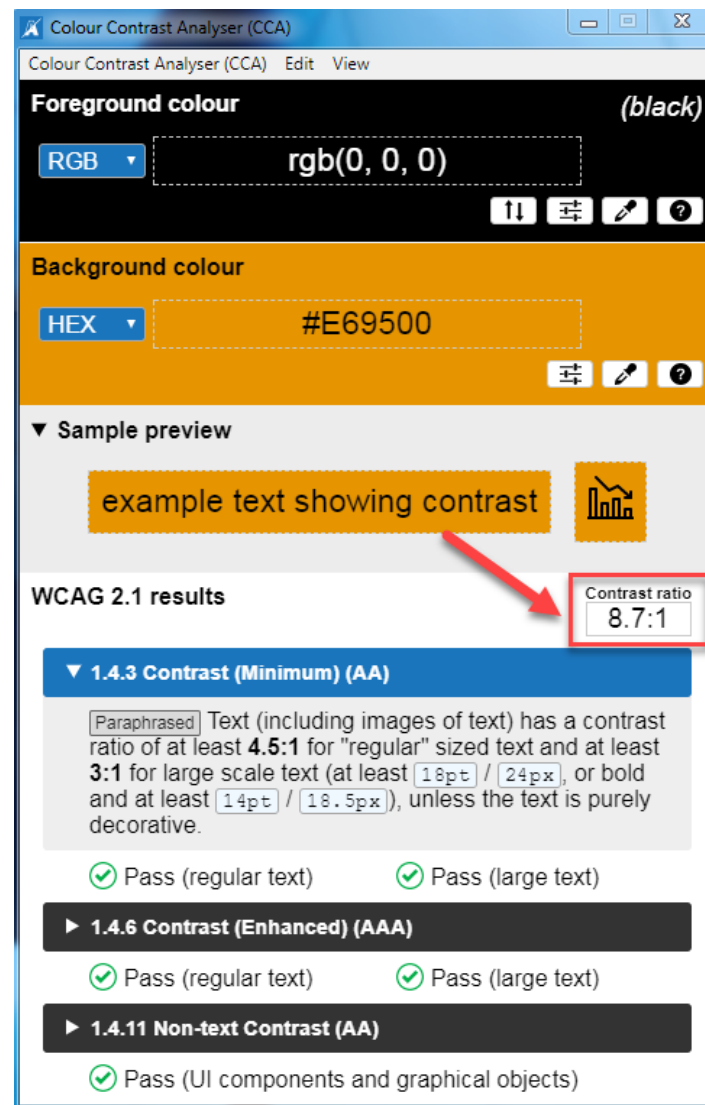 Colour Contrast Analyser (CCA)
Colour Contrast Analyser (CCA) Edit View
Foreground colour (black)
RGB rgb(0, 0, 0)
Background colour
HEX #E69500
▼ Sample preview
example text showing contrast
WCAG 2.1 results
Contrast ratio
8.7:1
▼ 1.4.3 Contrast (Minimum) (AA)
Paraphrased Text (including images of text) has a contrast
ratio of at least 4.5:1 for "regular" sized text and at least
3:1 for large scale text (at least 18pt / 24px, or bold
and at least 14pt / 18.5px), unless the text is purely
decorative.
Pass (regular text) Pass (large text)
▶ 1.4.6 Contrast (Enhanced) (AAA)
Pass (regular text) Pass (large text)
▶ 1.4.11 Non-text Contrast (AA)
Pass (UI components and graphical objects)